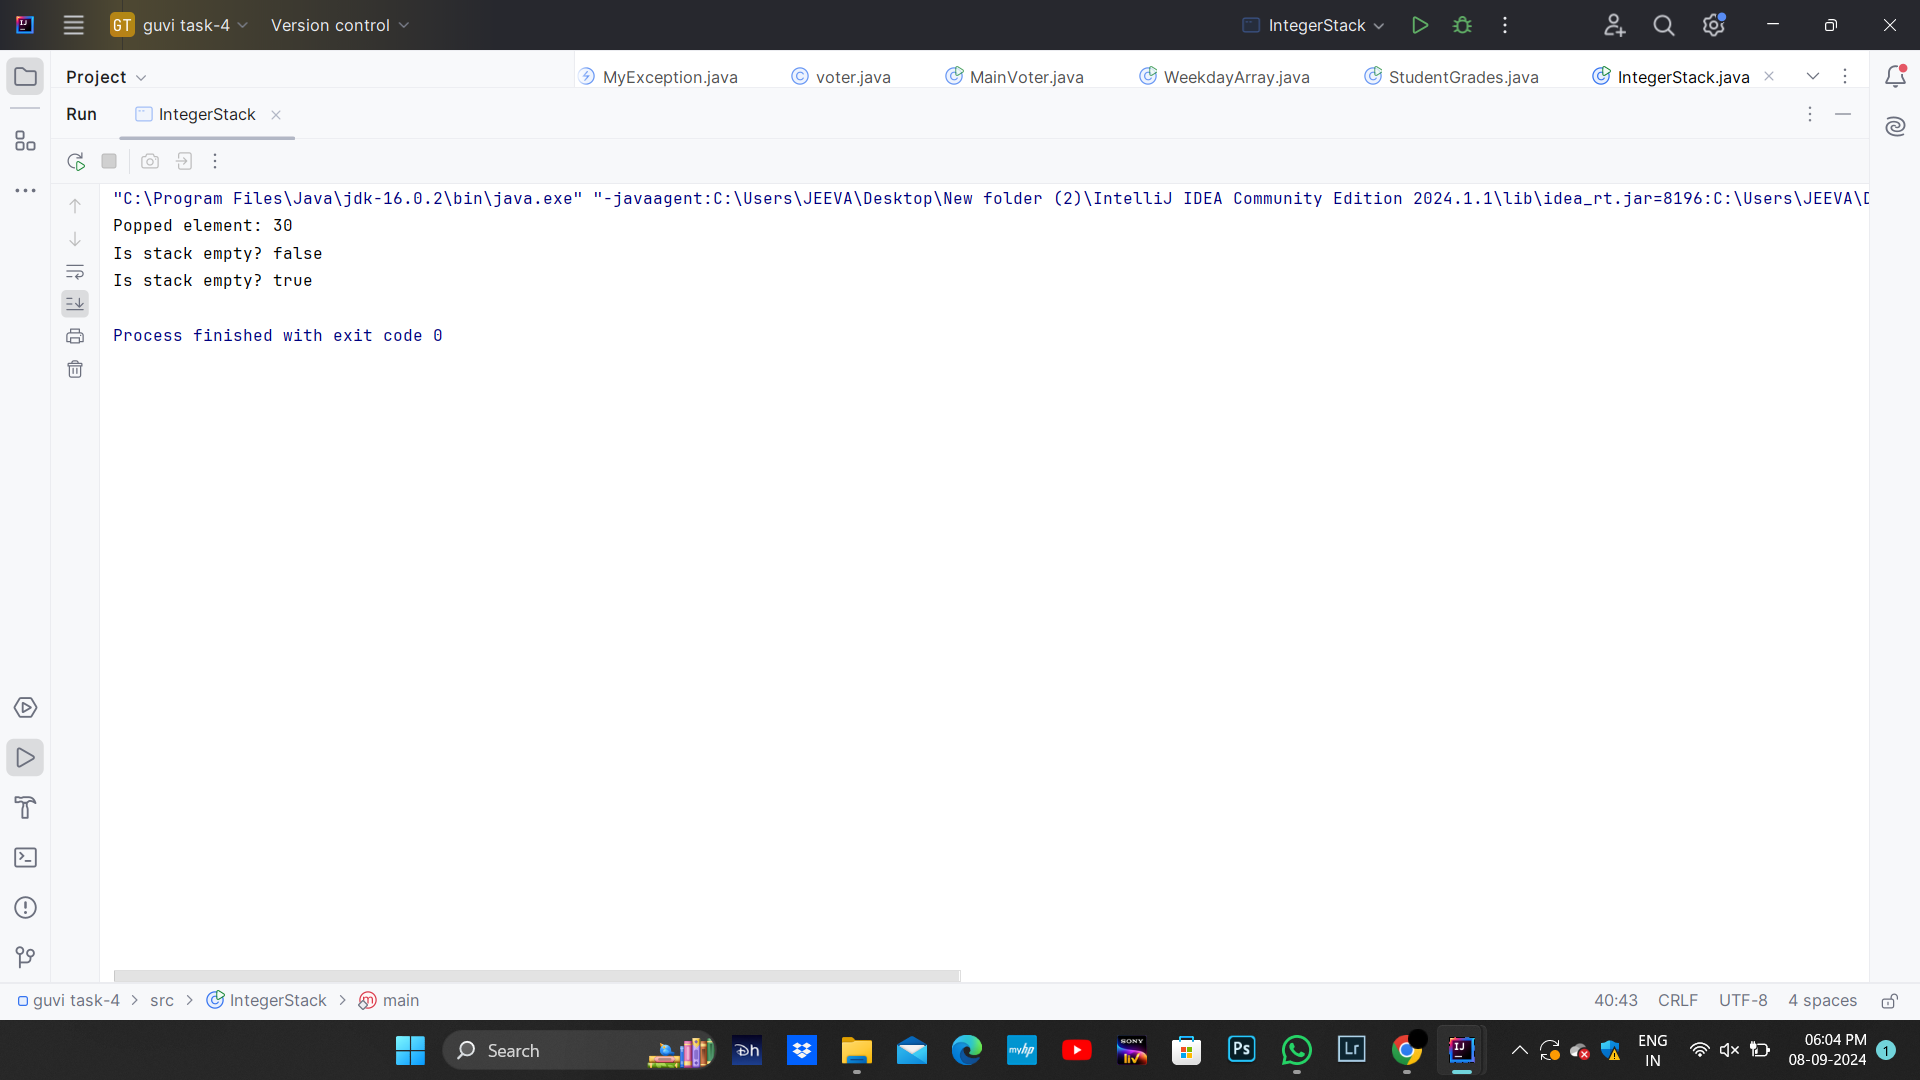 GT guvi task-4 Version control IntegerStack
Project MyException.java voter.java MainVoter.java WeekdayArray.java StudentGrades.java IntegerStack.java
Run IntegerStack
"C:\Program Files\Java\jdk-16.0.2\bin\java.exe" "-javaagent:C:\Users\JEEVA\Desktop\New folder (2)\IntelliJ IDEA Community Edition 2024.1.1\lib\idea_rt.jar=8196:C:\Users\JEEVA\D
Popped element: 30
Is stack empty? false
Is stack empty? true
Process finished with exit code 0
guvi task-4 > src > IntegerStack > main 40:43 CRLF UTF-8 4 spaces
Search ENG 06:04 PM
IN 08-09-2024 1